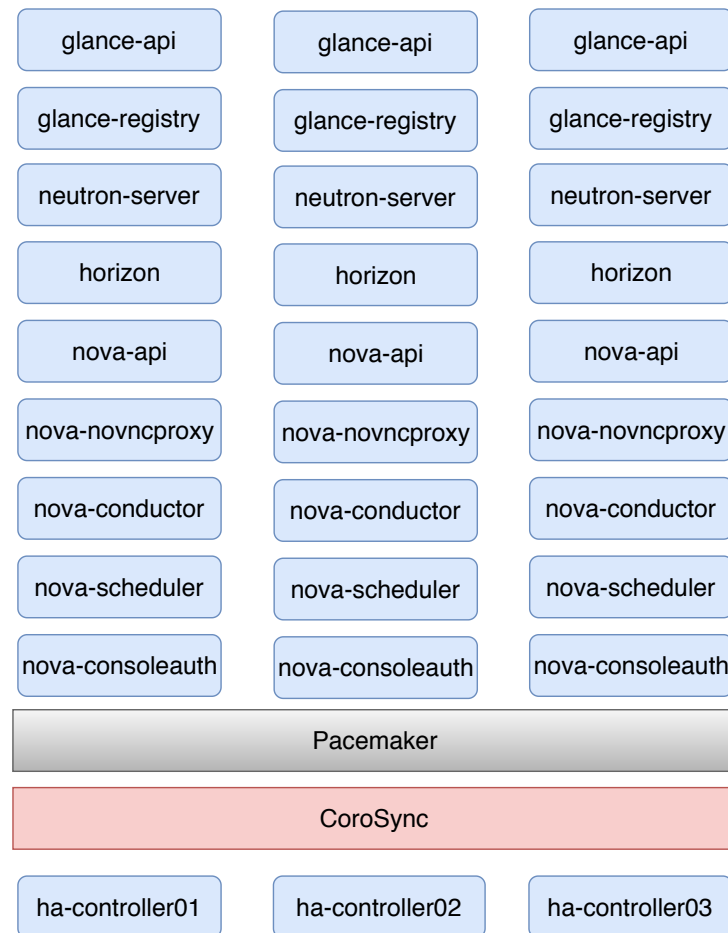 glance-api glance-api glance-api
glance-registry glance-registry glance-registry
neutron-server neutron-server neutron-server
horizon horizon horizon
nova-api nova-api nova-api
nova-novncproxy nova-novncproxy nova-novncproxy
nova-conductor nova-conductor nova-conductor
nova-scheduler nova-scheduler nova-scheduler
nova-consoleauth nova-consoleauth nova-consoleauth
Pacemaker
CoroSync
ha-controller01 ha-controller02 ha-controller03